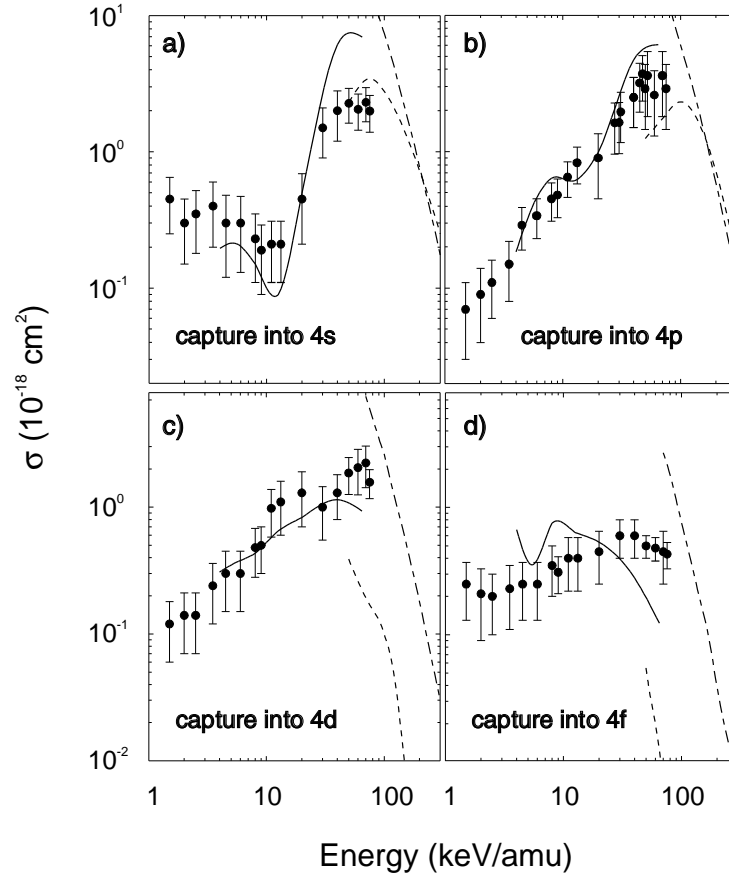 a)
b)
10^1
10^0
10^-1
capture into 4s
capture into 4p
σ (10^-18 cm^2)
c)
d)
10^0
10^-1
10^-2
capture into 4d
capture into 4f
1
10
100
1
10
100
Energy (keV/amu)